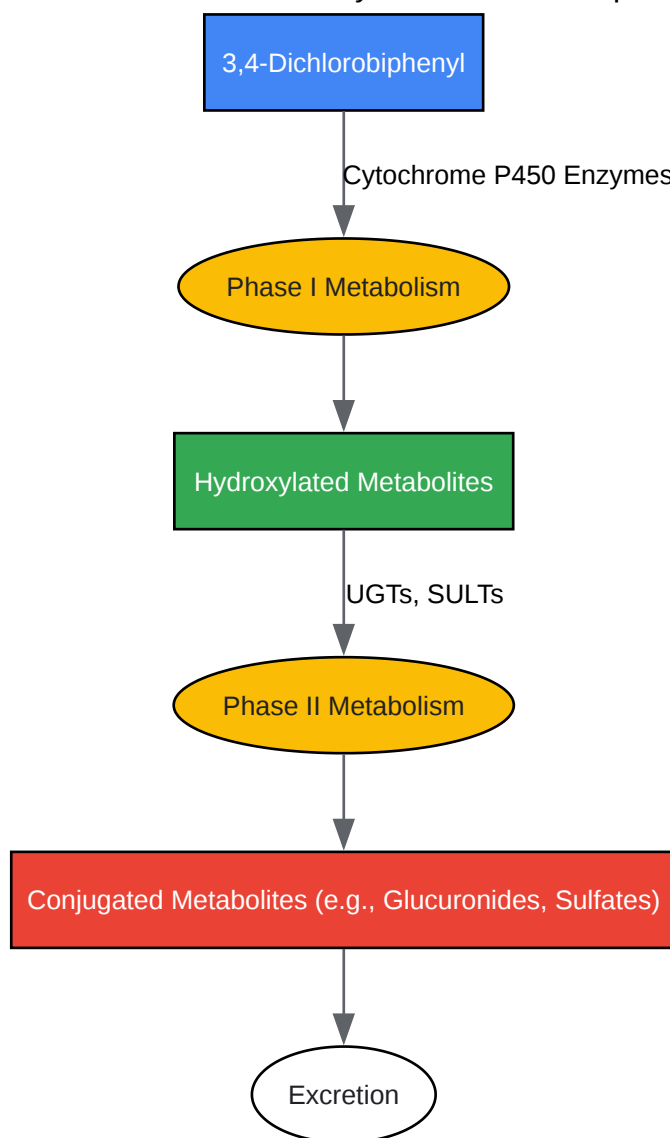 3,4-Dichlorobiphenyl
Cytochrome P450 Enzymes
Phase I Metabolism
Hydroxylated Metabolites
UGTs, SULTs
Phase II Metabolism
Conjugated Metabolites (e.g., Glucuronides, Sulfates)
Excretion